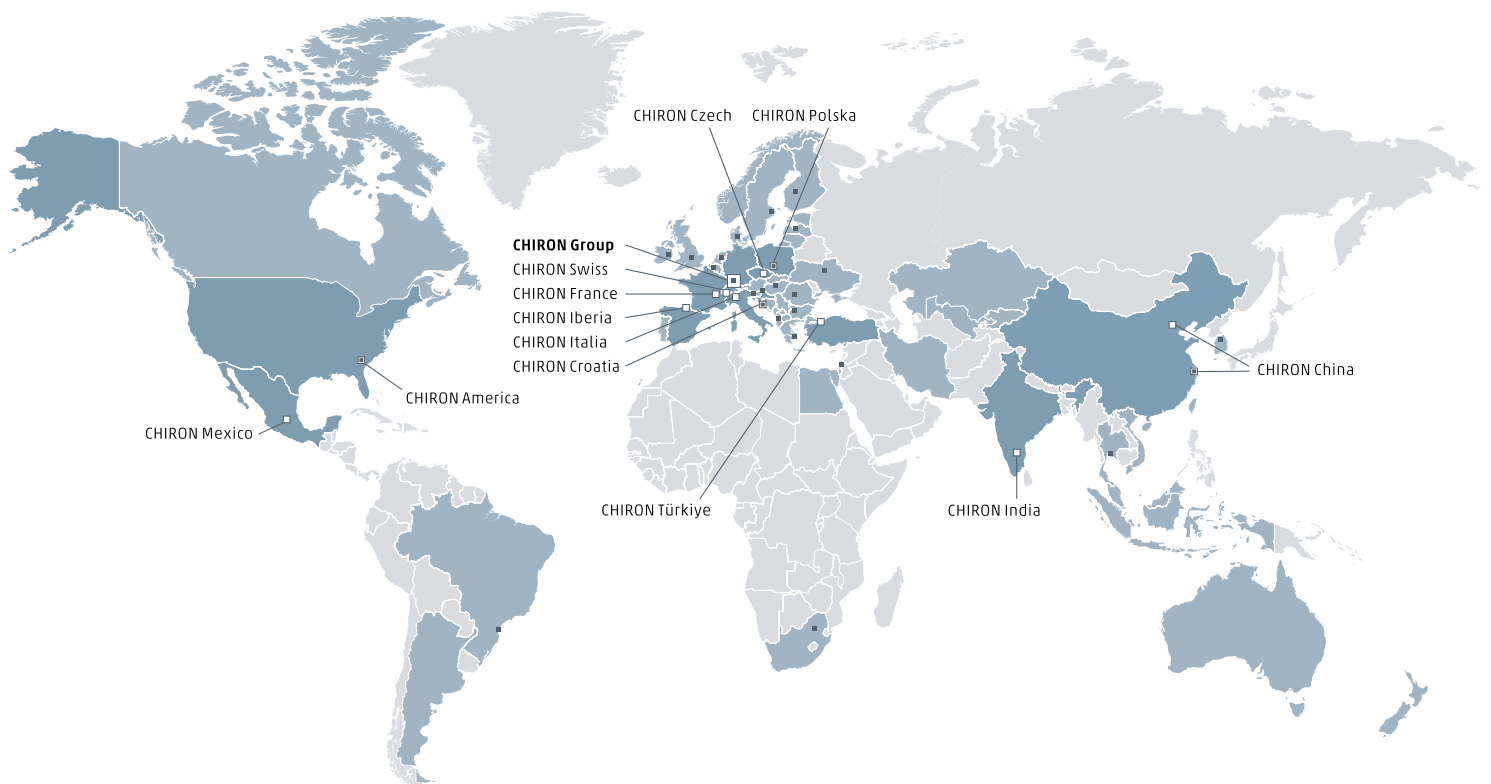 CHIRON Czech
CHIRON Polska
CHIRON Group
CHIRON Swiss
CHIRON France
CHIRON Iberia
CHIRON Italia
CHIRON Croatia
CHIRON China
CHIRON America
CHIRON Mexico
CHIRON Türkiye
CHIRON India